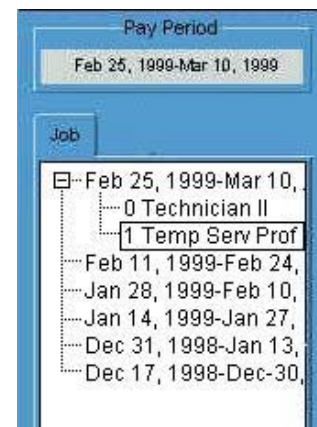 Pay Period
Feb 25, 1999-Mar 10, 1999
Job
Feb 25, 1999-Mar 10, .
0 Technician II
1 Temp Serv Prof
Feb 11, 1999-Feb 24,
Jan 28, 1999-Feb 10,
Jan 14, 1999-Jan 27,
Dec 31, 1998-Jan 13,
Dec 17, 1998-Dec-30,